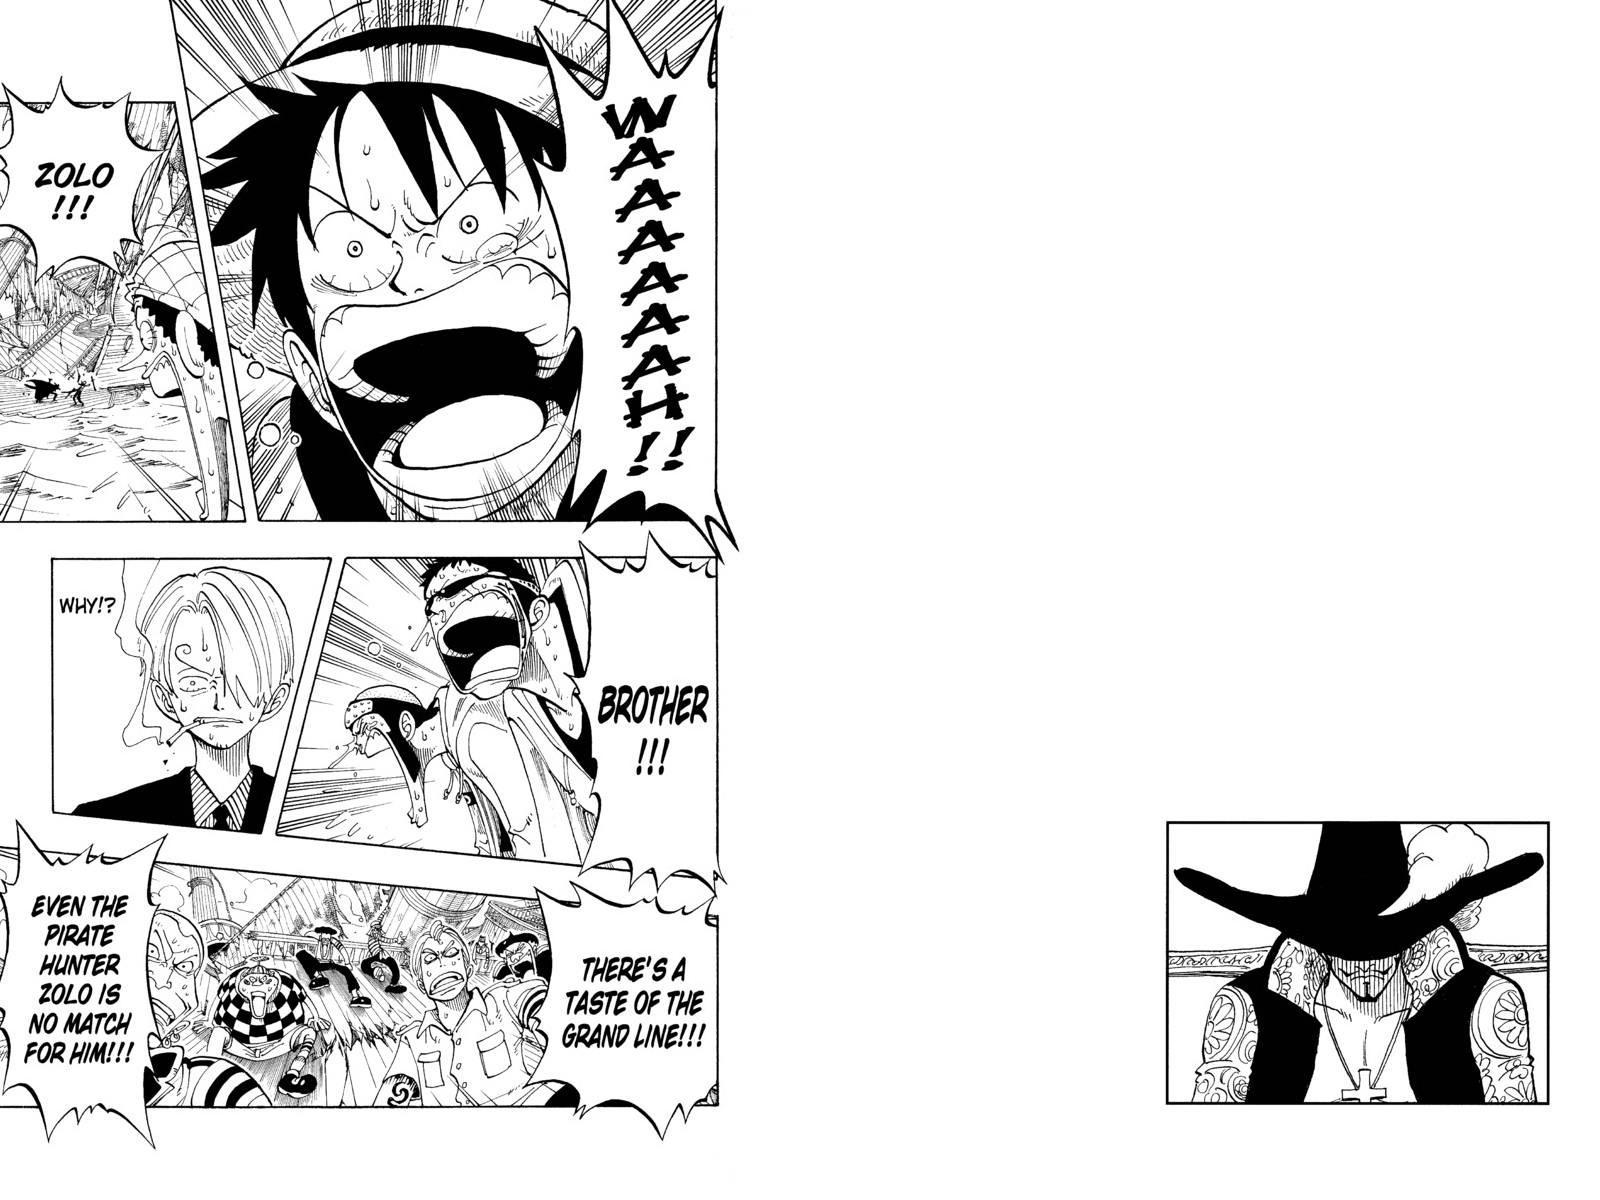 WAAAAAAAH!!
ZOLO
!!!
BROTHER
!!!
WHY!?
THERE'S A
TASTE OF THE
GRAND LINE!!!
EVEN THE
PIRATE
HUNTER
ZOLO IS
NO MATCH
FOR HIM!!!